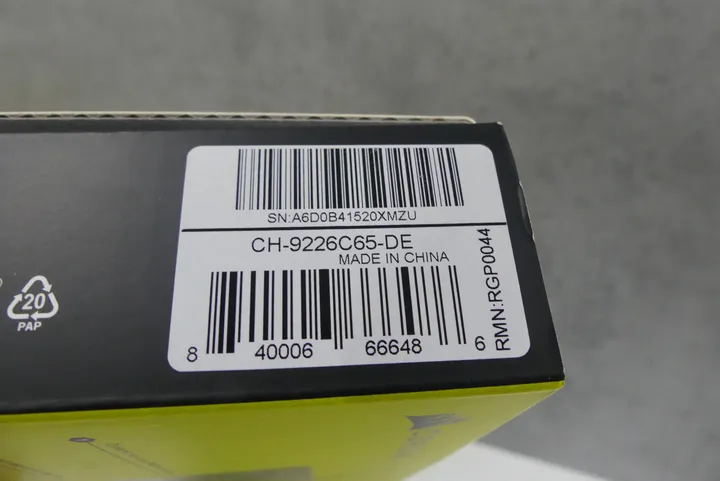 SN:A6D0B41520XMZU
CH-9226C65-DE
MADE IN CHINA
8 40006 66648 6
RMN:RGP0044
20
PAP